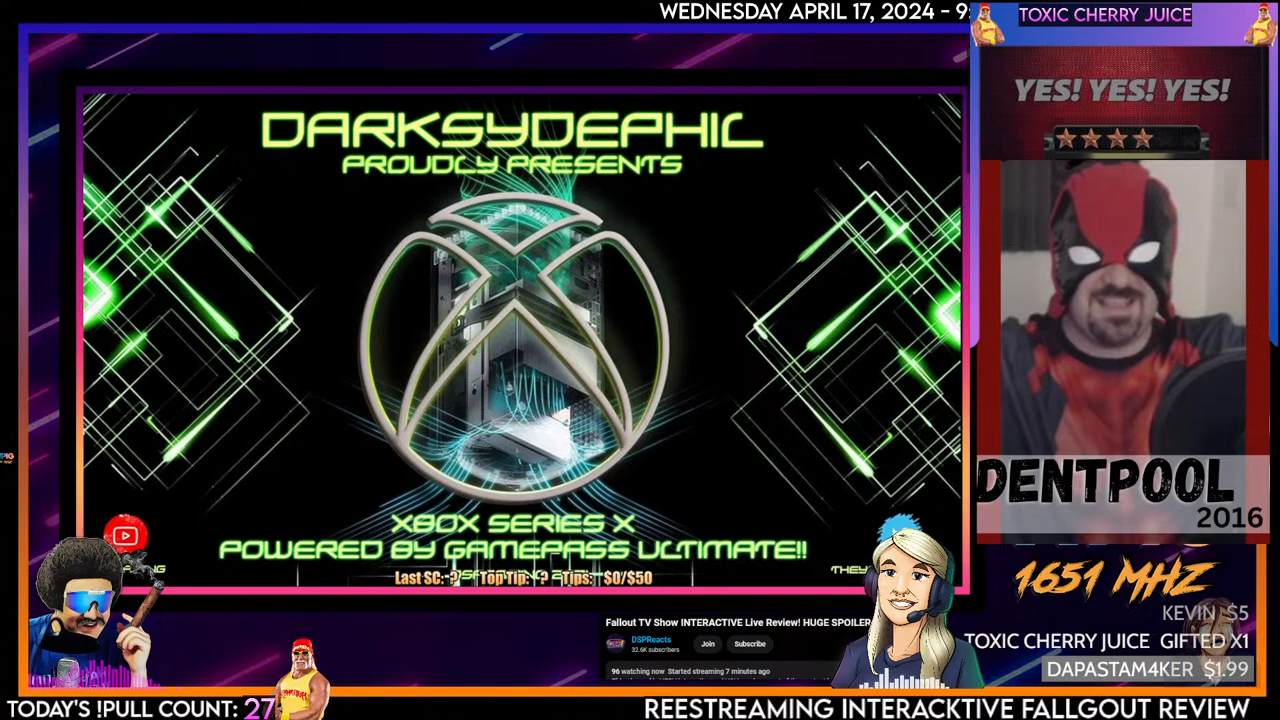 WEDNESDAY APRIL 17, 2024 - 9:
TOXIC CHERRY JUICE
YES! YES! YES!
DARKSYDEPHIL
PROUDLY PRESENTS
DENTPOOL
2016
XBOX SERIES X
POWERED BY GAMEPASS ULTIMATE!!
THEY
Last SC: ? Top Tip: ? Tips: $0/$50
1651 MHZ
KEVIN $5
TOXIC CHERRY JUICE GIFTED X1
DAPASTAM4KER $1.99
Fallout TV Show INTERACTIVE Live Review! HUGE SPOILER
DSPReacts
32.6K subscribers
Join
Subscribe
96 watching now Started streaming 7 minutes ago
TODAY'S !PULL COUNT: 27
REESTREAMING INTERACKTIVE FALLGOUT REVIEW